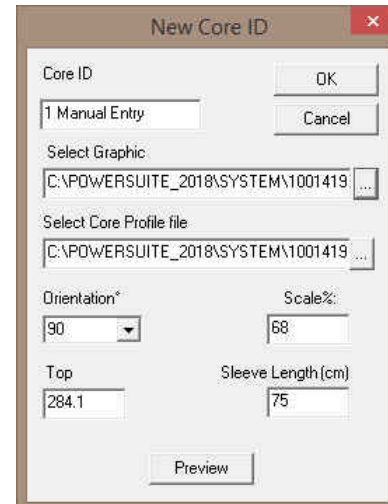 New Core ID
x
Core ID
OK
1 Manual Entry
Cancel
Select Graphic
C:\POWERSUITE_2018\SYSTEM\1001419
...
Select Core Profile file
C:\POWERSUITE_2018\SYSTEM\1001419
...
Orientation° Scale%:
90 68
Top Sleeve Length (cm)
284.1 75
Preview